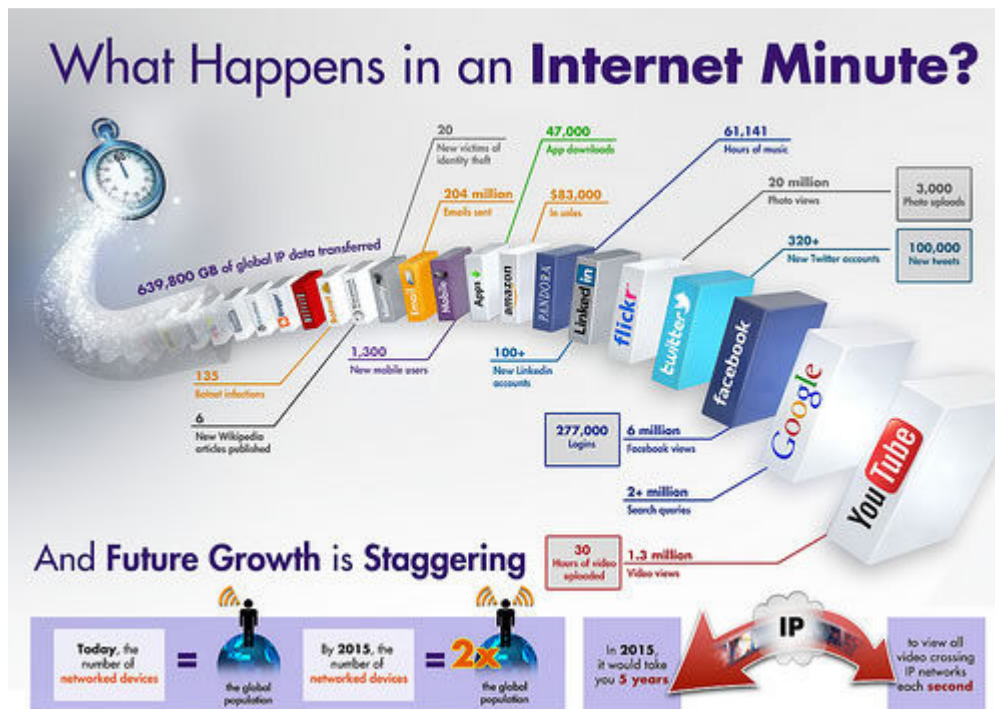 What Happens in an Internet Minute?
20
New victims of
identity theft
47,000
App downloads
61,141
Hours of music
204 million
Emails sent
$83,000
In sales
20 million
Photo views
3,000
Photo uploads
320+
New Twitter accounts
100,000
New tweets
639,800 GB of global IP data transferred
Mobile
Apps
amazon
PANDORA
Linked in
flickr
twitter
facebook
Google
You Tube
135
Botnet infections
6
New Wikipedia
articles published
1,300
New mobile users
100+
New Linkedin
accounts
277,000
Logins
6 million
Facebook views
2+ million
Search queries
30
Hours of video
uploaded
1.3 million
Video views
And Future Growth is Staggering
Today, the
number of
networked devices
=
the global
population
By 2015, the
number of
networked devices
=
2x
the global
population
In 2015,
it would take
you 5 years
IP
to view all
video crossing
IP networks
each second